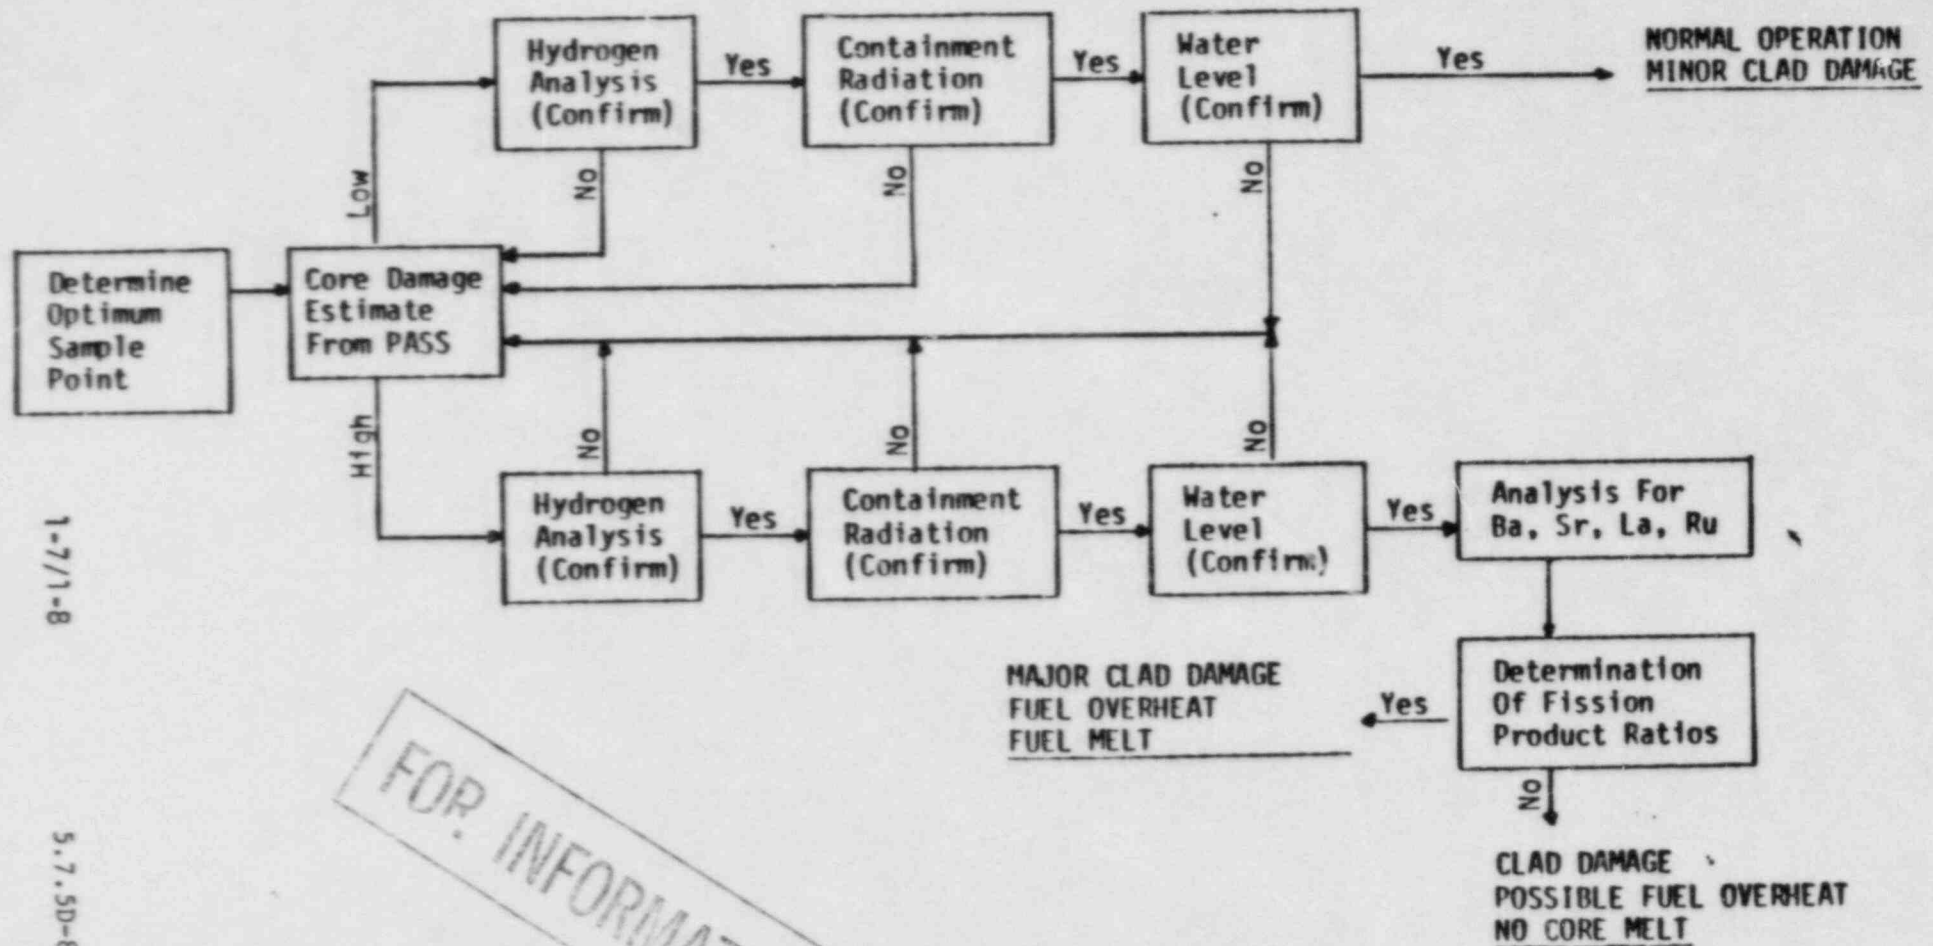 Hydrogen
Analysis
(Confirm)
Yes
Containment
Radiation
(Confirm)
Yes
Water
Level
(Confirm)
Yes
NORMAL OPERATION
MINOR CLAD DAMAGE
Low
No
No
No
Determine
Optimum
Sample
Point
Core Damage
Estimate
From PASS
High
No
No
No
Hydrogen
Analysis
(Confirm)
Yes
Containment
Radiation
(Confirm)
Yes
Water
Level
(Confirm)
Yes
Analysis For
Ba, Sr, La, Ru
Determination
Of Fission
Product Ratios
Yes
MAJOR CLAD DAMAGE
FUEL OVERHEAT
FUEL MELT
No
CLAD DAMAGE
POSSIBLE FUEL OVERHEAT
NO CORE MELT
1-7/1-8
5.7.5D-8
FOR INFORMAT